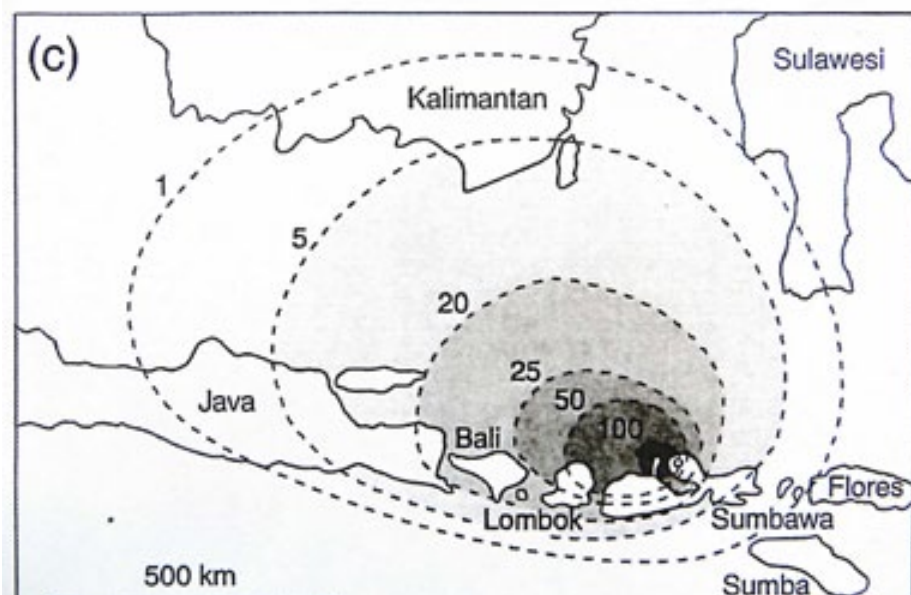 (c)
Sulawesi
Kalimantan
1
5
20
25
50
100
Java
Bali
Lombok
Sumbawa
Flores
500 km
Sumba